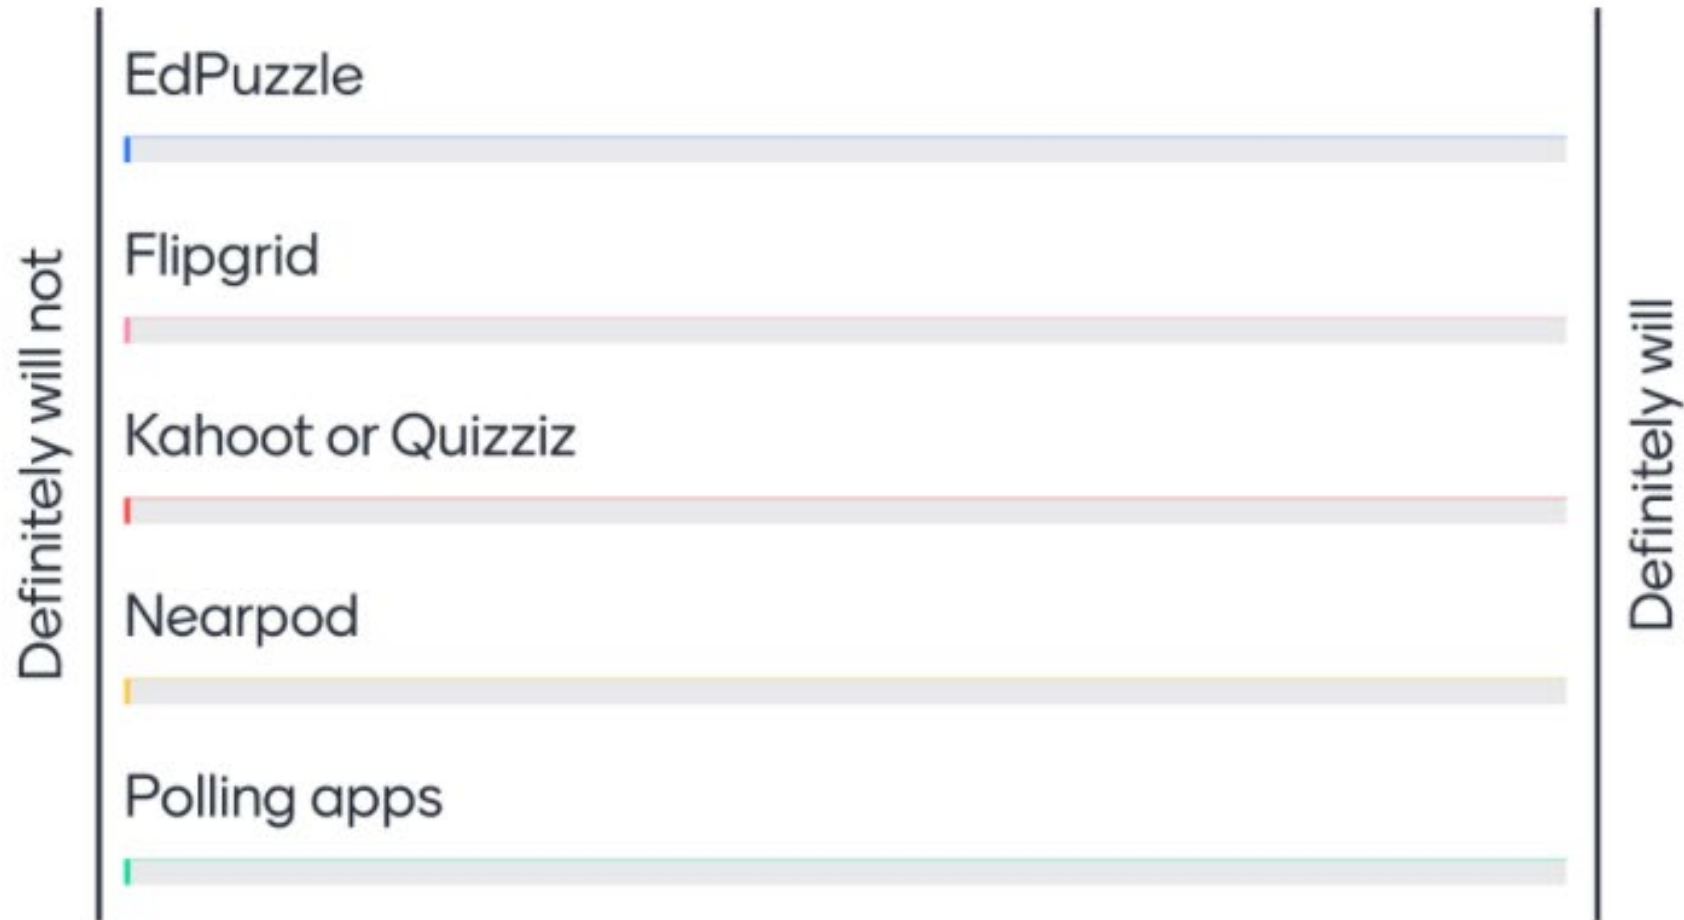 Definitely will not
EdPuzzle
Flipgrid
Kahoot or Quizziz
Nearpod
Polling apps
Definitely will